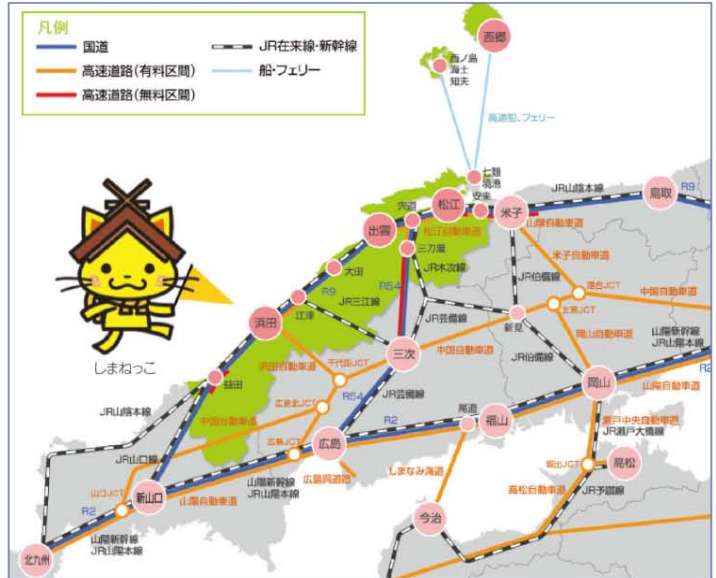 凡例
国道
高速道路(有料区間)
高速道路(無料区間)
JR在来線・新幹線
船・フェリー
西郷
西ノ島
海士
知夫
高速船、フェリー
七類
境港
安来
松江
宍道
米子
JR山陰本線
鳥取
R9
出雲
松江自動車道
山陰自動車道
三刀屋
米子自動車道
大田
R9
R54
JR木次線
JR伯備線
落合JCT
中国自動車道
江津
JR三江線
北房JCT
浜田
JR芸備線
新見
岡山自動車道
しまねっこ
三次
中国自動車道
JR伯備線
山陽新幹線
JR山陽本線
浜田自動車道
千代田JCT
益田
R54
JR芸備線
岡山
R2
山陽自動車道
JR山陰本線
広島北JCT
中国自動車道
R2
尾道
福山
瀬戸中央自動車道
JR瀬戸大橋線
広島JCT
広島
JR山口線
広島呉道路
しまなみ海道
坂出JCT
高松
山口JCT
新山口
山陽新幹線
JR山陽本線
山陽自動車道
高松自動車道
JR予讃線
R2
今治
北九州
山陽新幹線
JR山陽本線